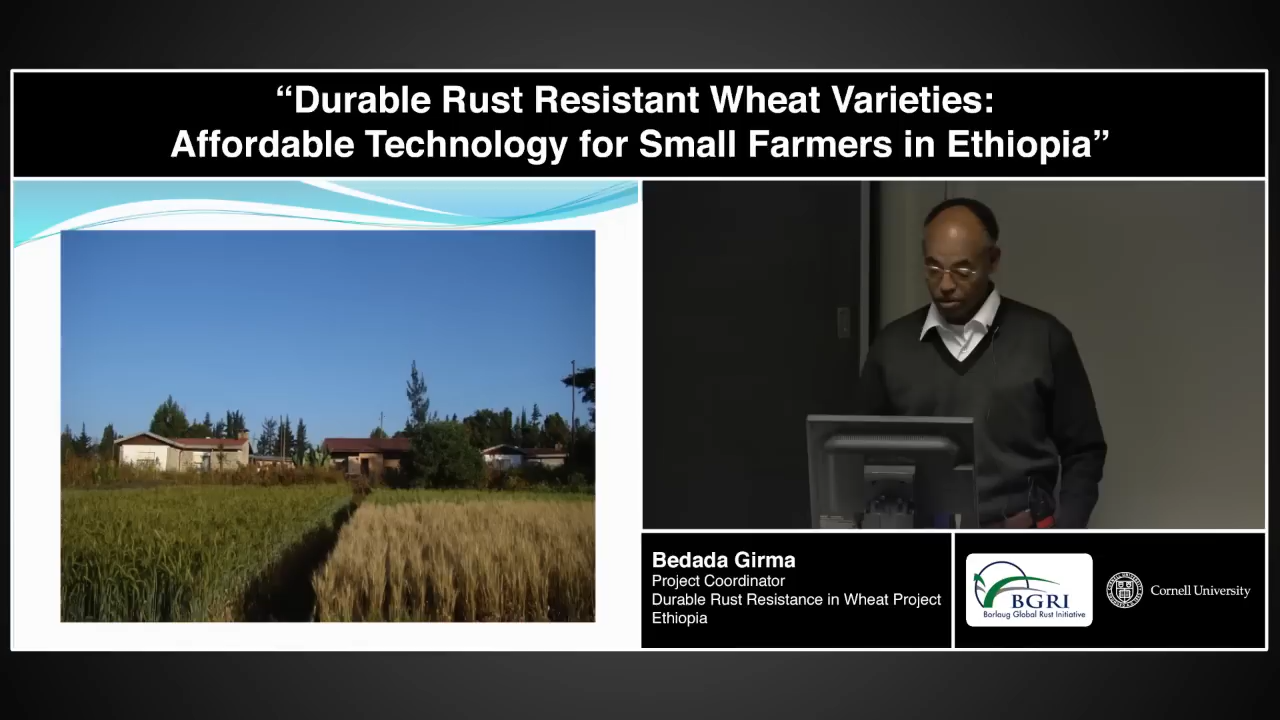 “Durable Rust Resistant Wheat Varieties:
Affordable Technology for Small Farmers in Ethiopia”
Bedada Girma
Project Coordinator
Durable Rust Resistance in Wheat Project
Ethiopia
BGRI
Borlaug Global Rust Initiative
Cornell University